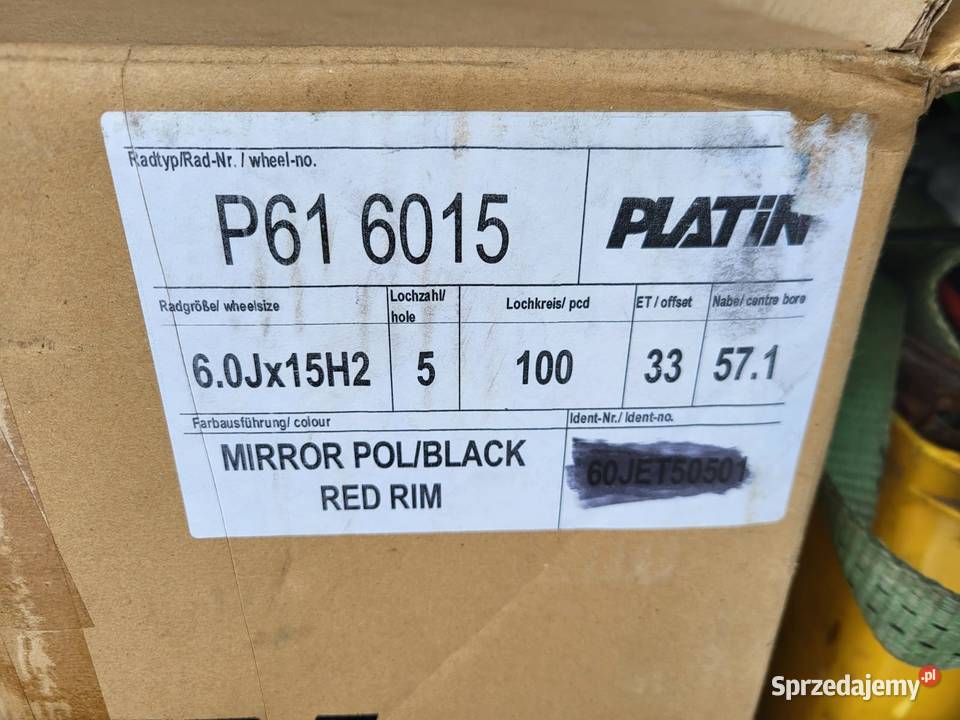 Radtyp/Rad-Nr. / wheel-no.
P61 6015
PLATiN
Radgröße/ wheelsize
Lochzahl/
hole
Lochkreis/ pcd
ET / offset
Nabe/ centre bore
6.0Jx15H2
5
100
33
57.1
Farbausführung/ colour
Ident-Nr./ Ident-no.
MIRROR POL/BLACK
RED RIM
60JET50501
Sprzedajemy.pl